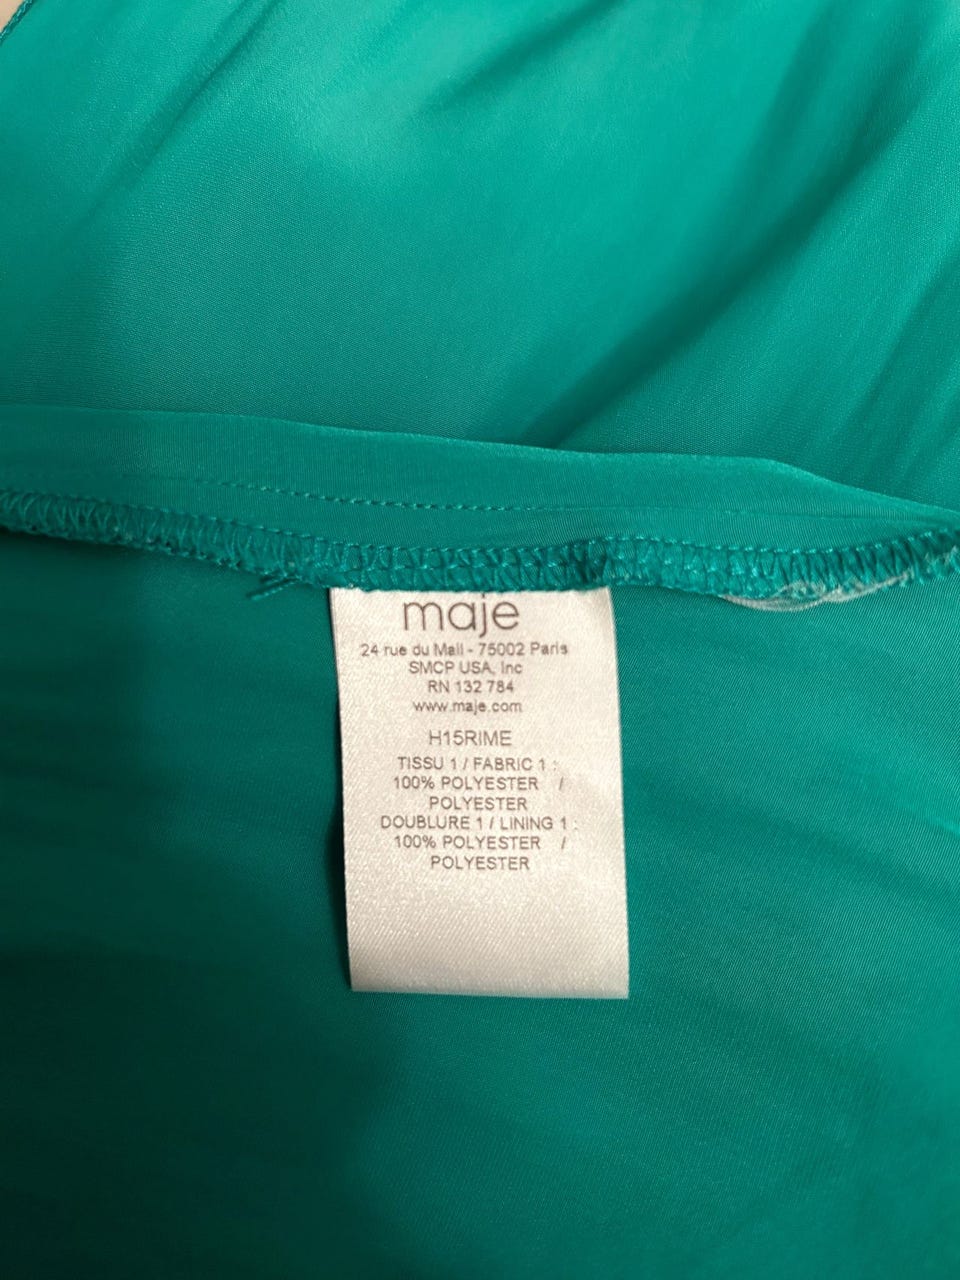 maje
24 rue du Mail - 75002 Paris
SMCP USA, Inc
RN 132 784
www.maje.com
H15RIME
TISSU 1 / FABRIC 1 :
100% POLYESTER /
POLYESTER
DOUBLURE 1 / LINING 1 :
100% POLYESTER /
POLYESTER